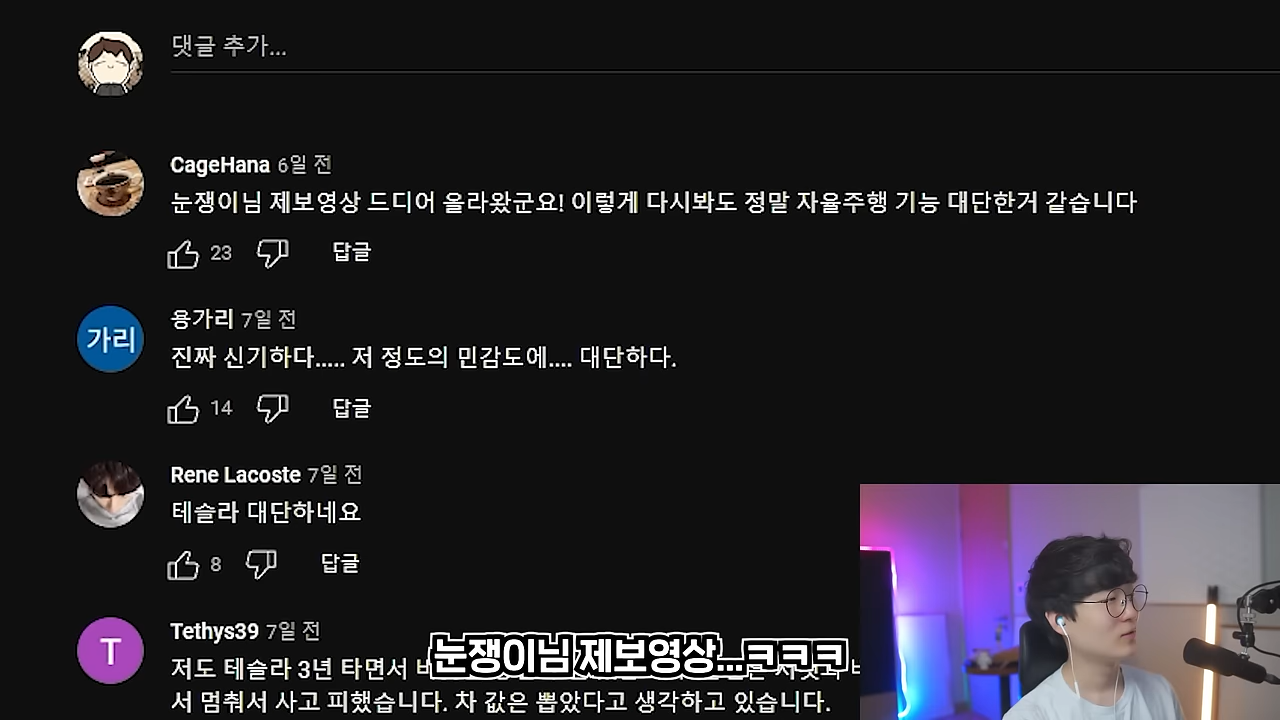 댓글 추가...
CageHana 6일 전
눈쟁이님 제보영상 드디어 올라왔군요! 이렇게 다시봐도 정말 자율주행 기능 대단한거 같습니다
23 답글
가리
용가리 7일 전
진짜 신기하다..... 저 정도의 민감도에.... 대단하다.
14 답글
Rene Lacoste 7일 전
테슬라 대단하네요
8 답글
T
Tethys39 7일 전
저도 테슬라 3년 타면서
눈쟁이님 제보영상...ㅋㅋㅋ
서 멈춰서 사고 피했습니다. 차 값은 뽑았다고 생각하고 있습니다.